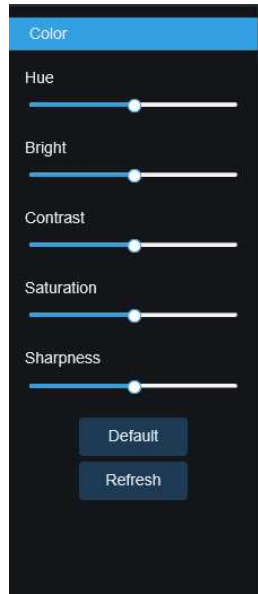 Color
Hue
Bright
Contrast
Saturation
Sharpness
Default
Refresh